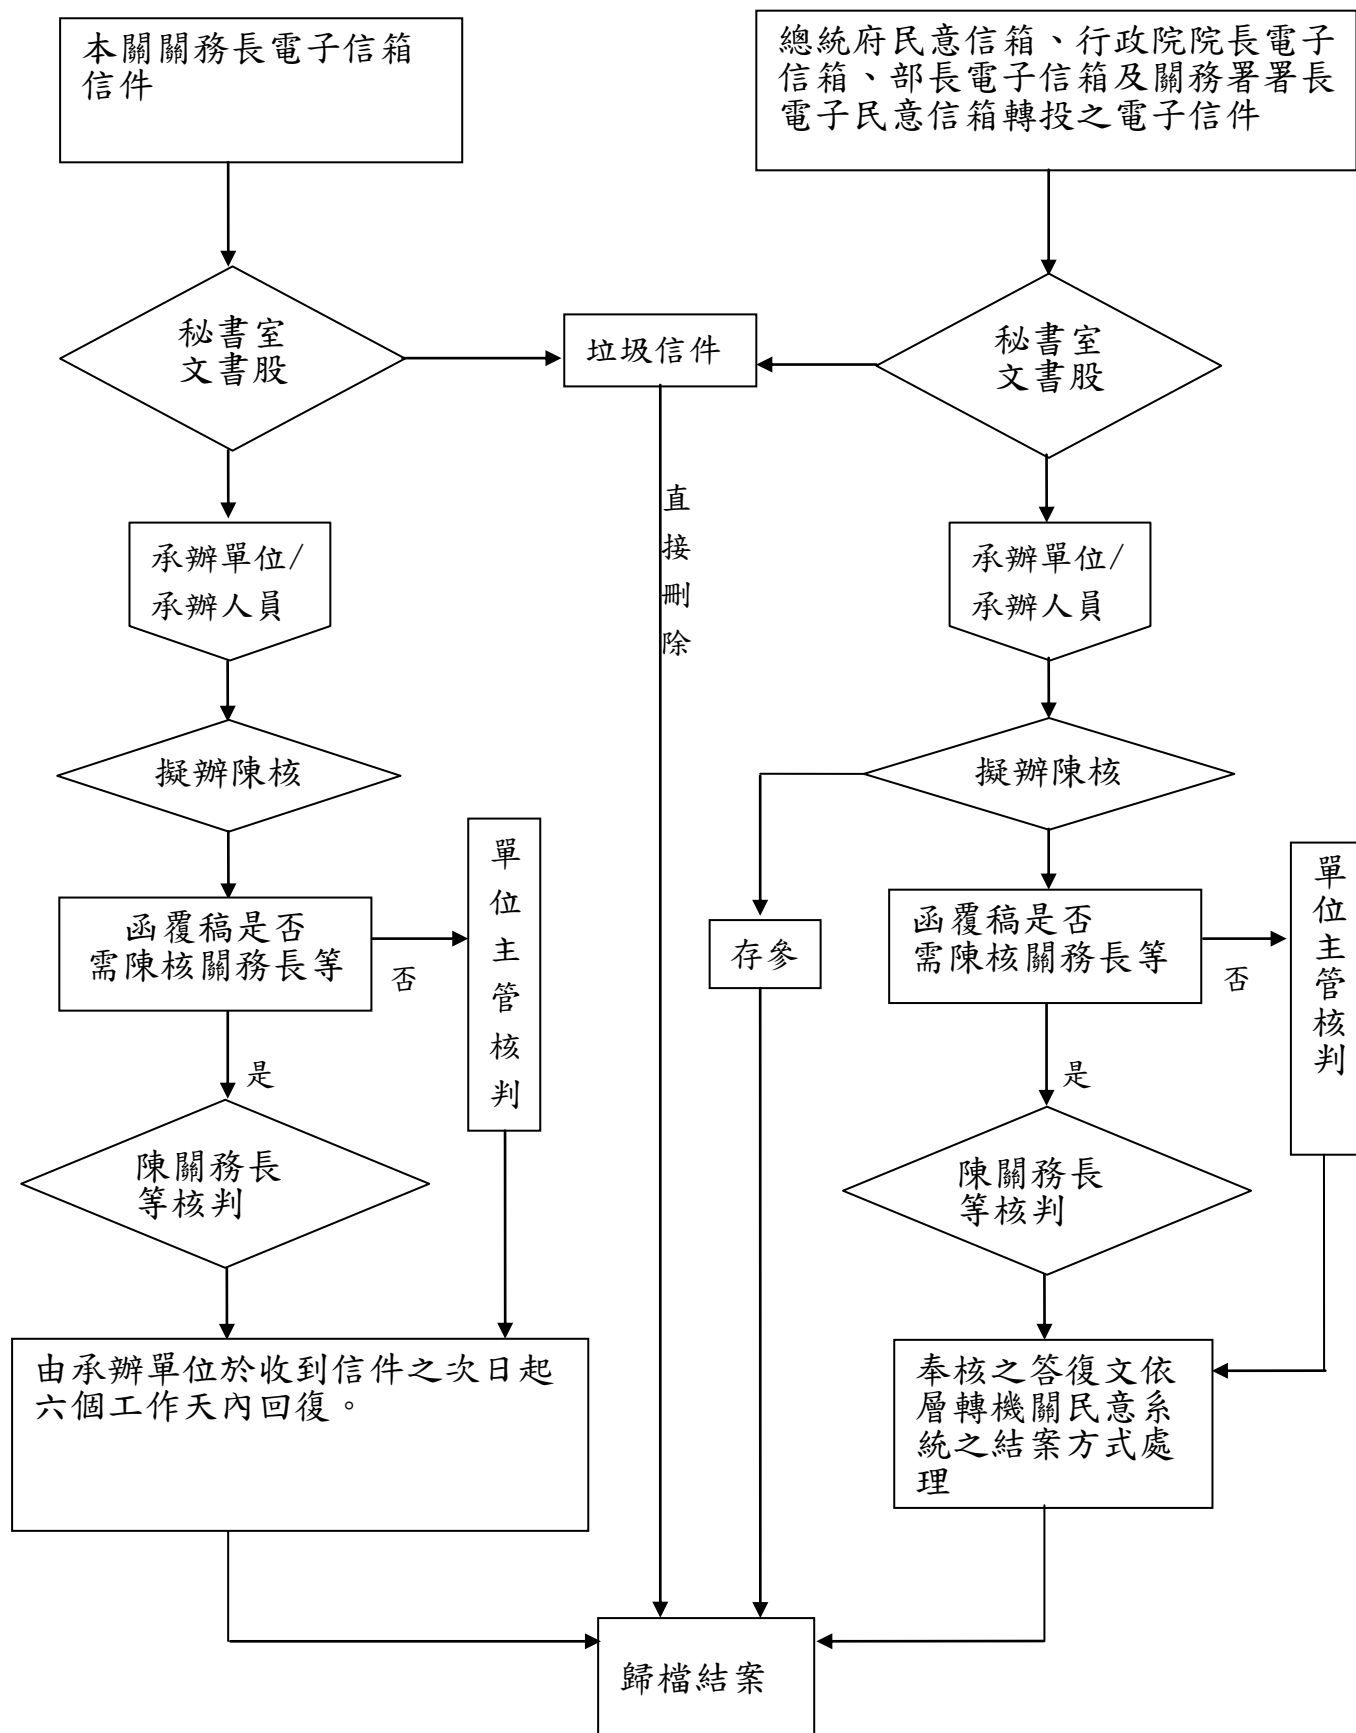 本關關務長電子信箱
信件
總統府民意信箱、行政院院長電子
信箱、部長電子信箱及關務署署長
電子民意信箱轉投之電子信件
秘書室
文書股
垃圾信件
秘書室
文書股
直接刪除
承辦單位/
承辦人員
承辦單位/
承辦人員
擬辦陳核
擬辦陳核
函覆稿是否
需陳核關務長等
否
單位主管核判
存參
函覆稿是否
需陳核關務長等
否
單位主管核判
是
是
陳關務長
等核判
陳關務長
等核判
由承辦單位於收到信件之次日起
六個工作天內回復。
奉核之答復文依
層轉機關民意系
統之結案方式處
理
歸檔結案